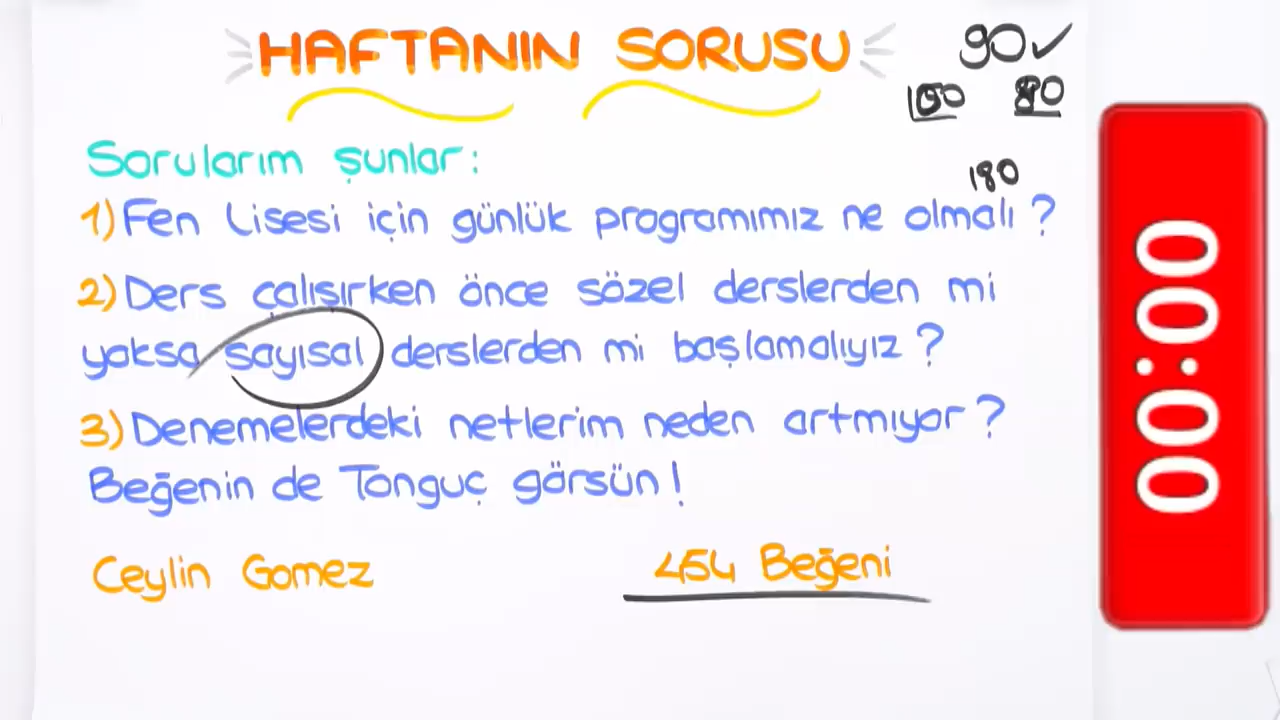 HAFTANIN SORUSU
90✓
100 80
Sorularım şunlar:
180
1) Fen Lisesi için günlük programımız ne olmalı?
2) Ders çalışırken önce sözel derslerden mi
yoksa sayısal derslerden mi başlamalıyız?
3) Denemelerdeki netlerim neden artmıyor?
Beğenin de Tonguç görsün!
Ceylin Gomez
454 Beğeni
00:00